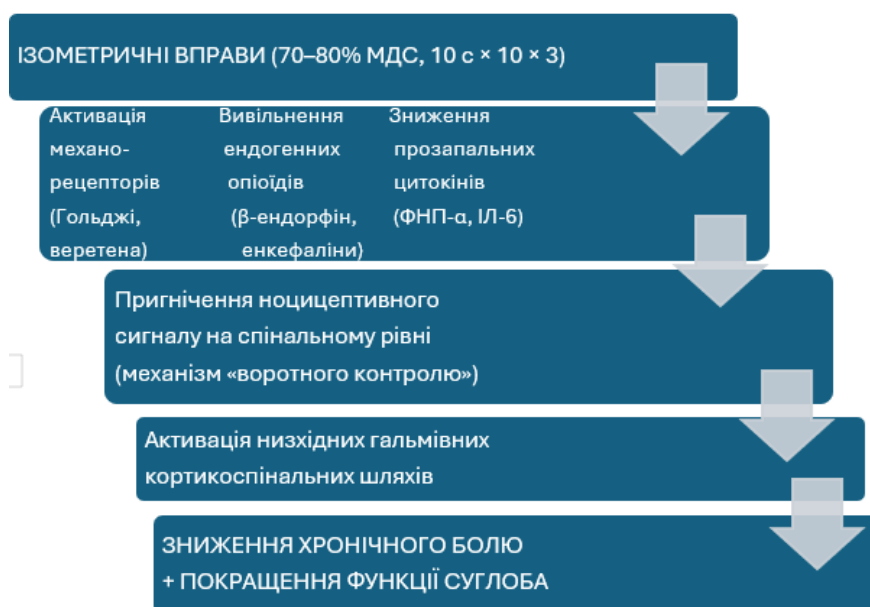 ІЗОМЕТРИЧНІ ВПРАВИ (70–80% МДС, 10 с × 10 × 3)
Активація Вивільнення Зниження
механо- ендогенних прозапальних
рецепторів опіоїдів цитокінів
(Гольджі, (β-ендорфін, (ФНП-α, ІЛ-6)
веретена) енкефаліни)
Пригнічення ноцицептивного
сигналу на спінальному рівні
(механізм «воротного контролю»)
Активація низхідних гальмівних
кортикоспінальних шляхів
ЗНИЖЕННЯ ХРОНІЧНОГО БОЛЮ
+ ПОКРАЩЕННЯ ФУНКЦІЇ СУГЛОБА